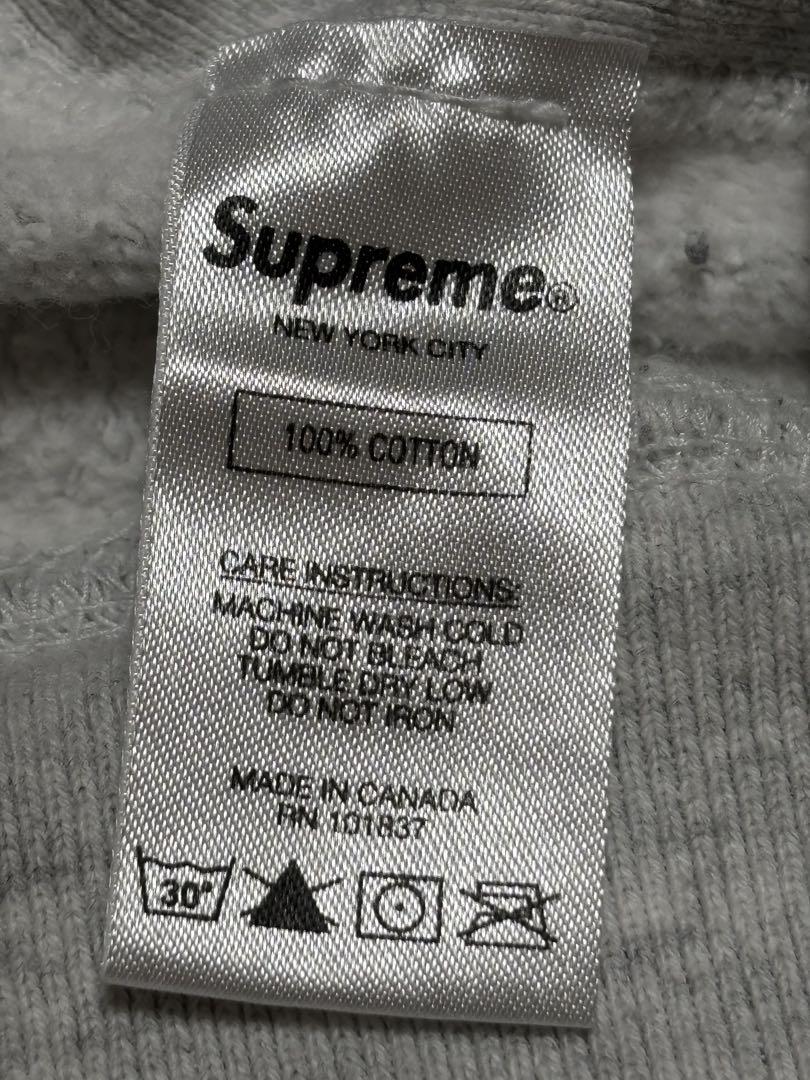 Supreme®
NEW YORK CITY
100% COTTON
CARE INSTRUCTIONS:
MACHINE WASH COLD
DO NOT BLEACH
TUMBLE DRY LOW
DO NOT IRON
MADE IN CANADA
RN 101837
30°